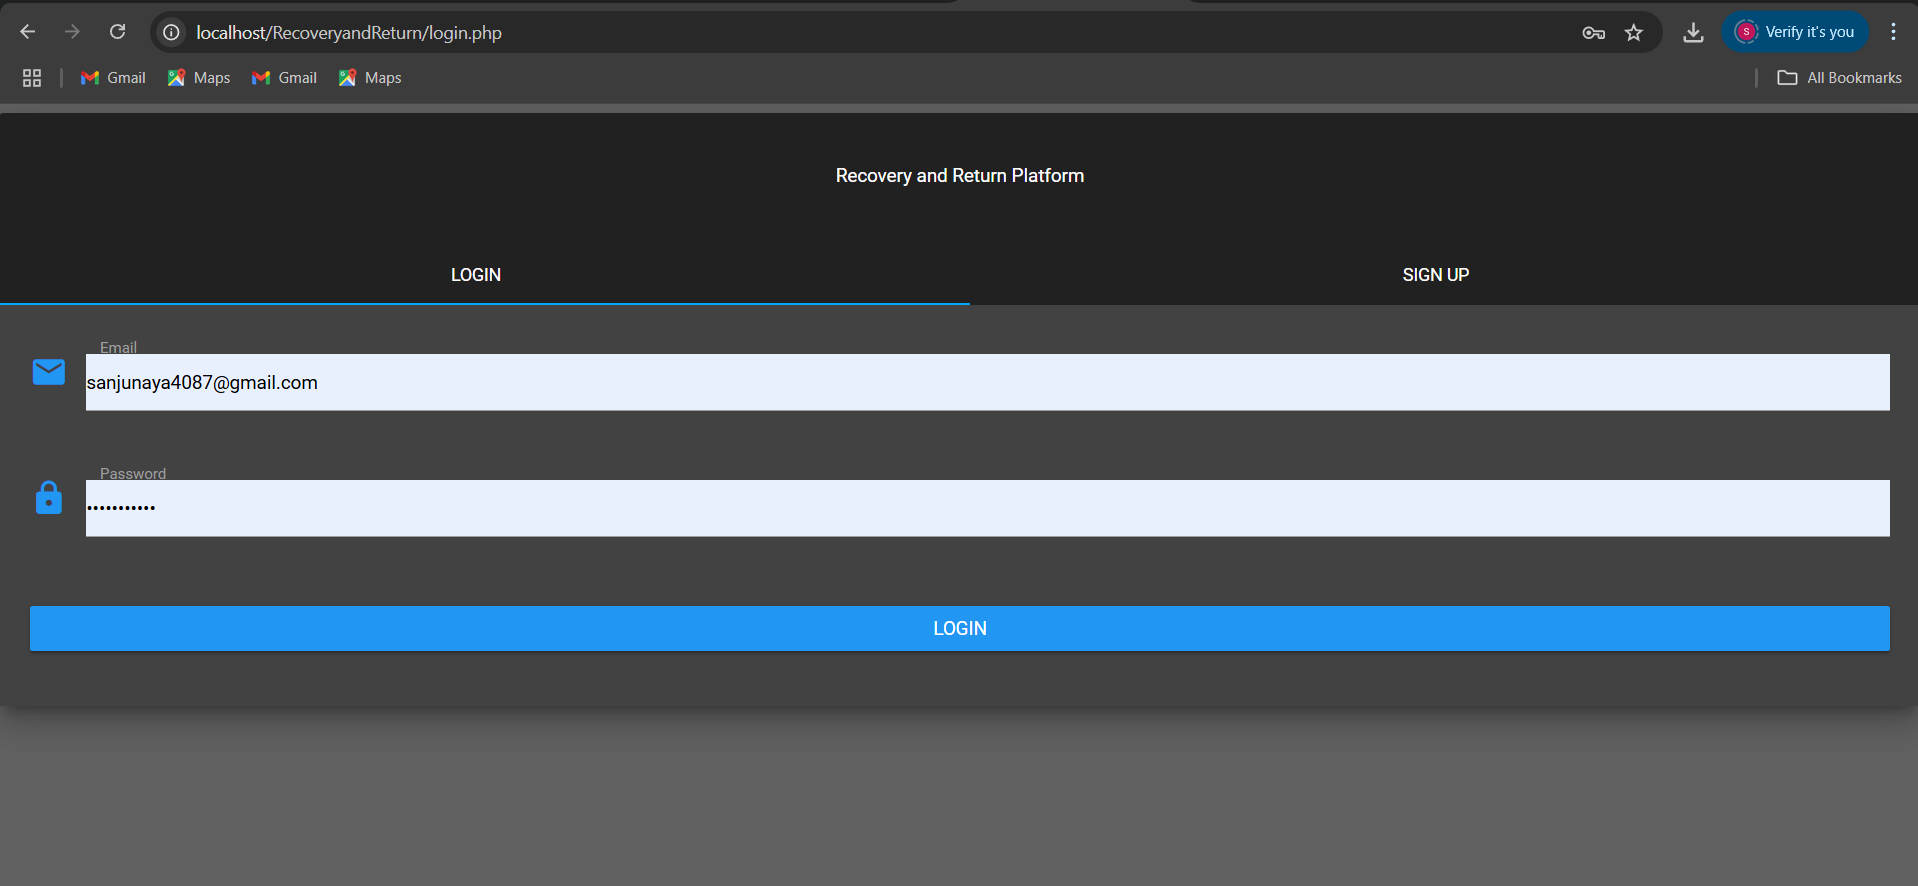 localhost/RecoveryandReturn/login.php
S Verify it's you
Gmail Maps Gmail Maps All Bookmarks
Recovery and Return Platform
LOGIN SIGN UP
Email
sanjunaya4087@gmail.com
Password
•••••••••••
LOGIN